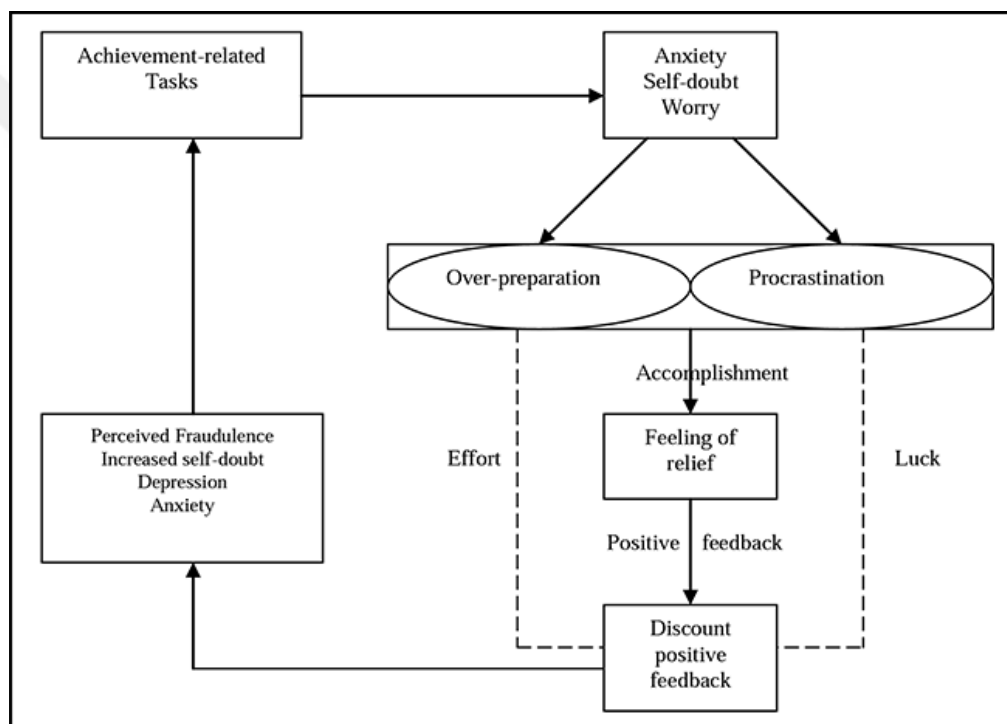 Achievement-related
Tasks
Anxiety
Self-doubt
Worry
Over-preparation
Procrastination
Accomplishment
Perceived Fraudulence
Increased self-doubt
Depression
Anxiety
Effort
Feeling of
relief
Luck
Positive feedback
Discount
positive
feedback